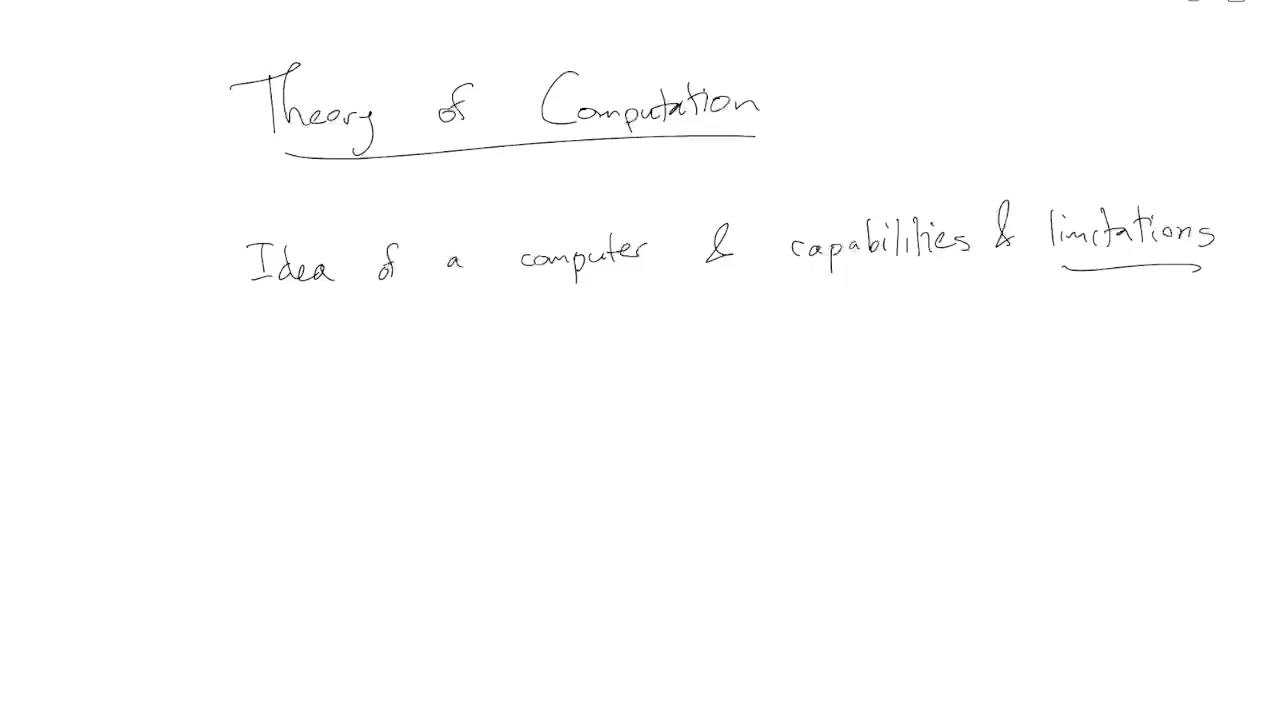 Theory of Computation
Idea of a computer & capabilities & limitations